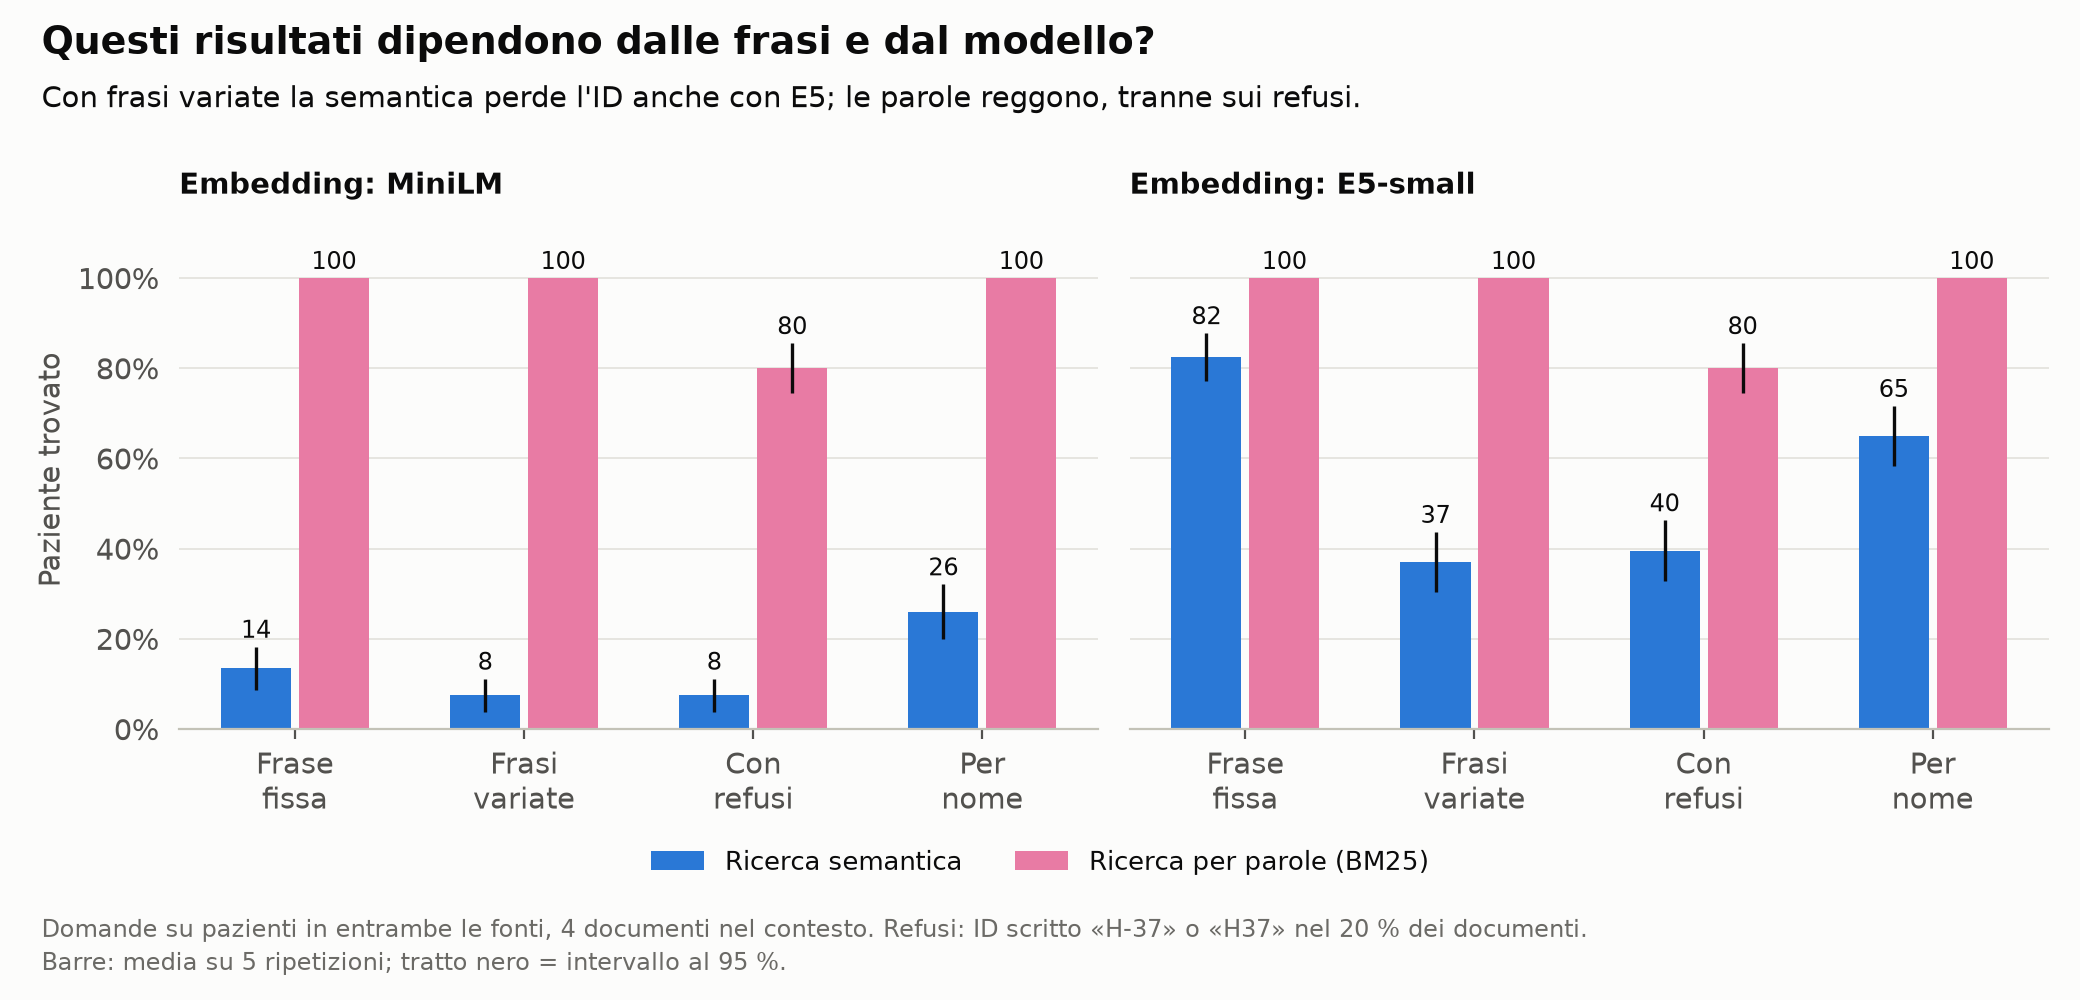 Questi risultati dipendono dalle frasi e dal modello?
Con frasi variate la semantica perde l'ID anche con E5; le parole reggono, tranne sui refusi.
Embedding: MiniLM
Embedding: E5-small
Paziente trovato
100%
80%
60%
40%
20%
0%
14
100
8
100
8
80
26
100
82
100
37
100
40
80
65
100
Frase
fissa
Frasi
variate
Con
refusi
Per
nome
Frase
fissa
Frasi
variate
Con
refusi
Per
nome
Ricerca semantica
Ricerca per parole (BM25)
Domande su pazienti in entrambe le fonti, 4 documenti nel contesto. Refusi: ID scritto «H-37» o «H37» nel 20 % dei documenti.
Barre: media su 5 ripetizioni; tratto nero = intervallo al 95 %.